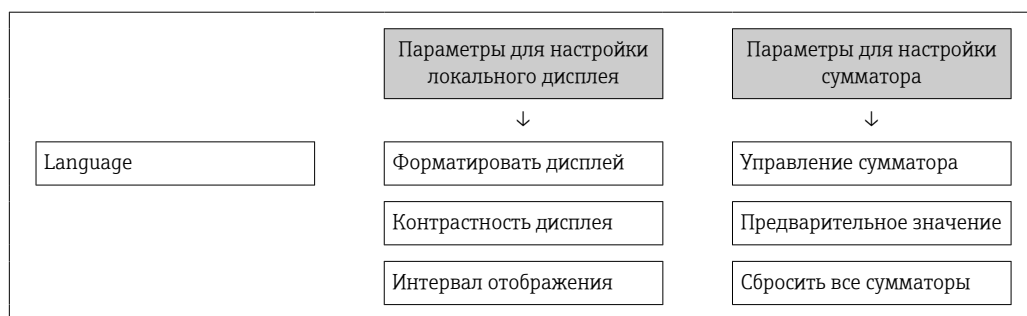 Параметры для настройки
локального дисплея
Параметры для настройки
сумматора
↓
↓
Language
Форматировать дисплей
Управление сумматора
Контрастность дисплея
Предварительное значение
Интервал отображения
Сбросить все сумматоры